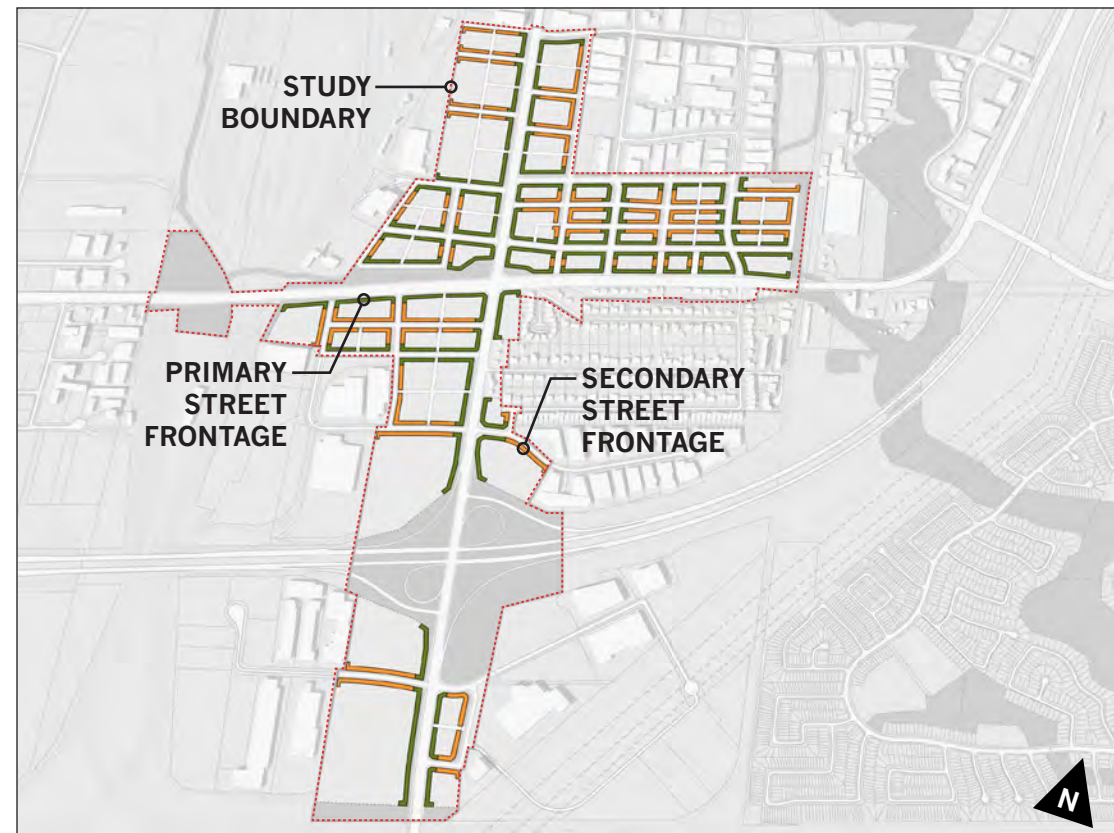 STUDY
BOUNDARY
PRIMARY
STREET
FRONTAGE
SECONDARY
STREET
FRONTAGE
N